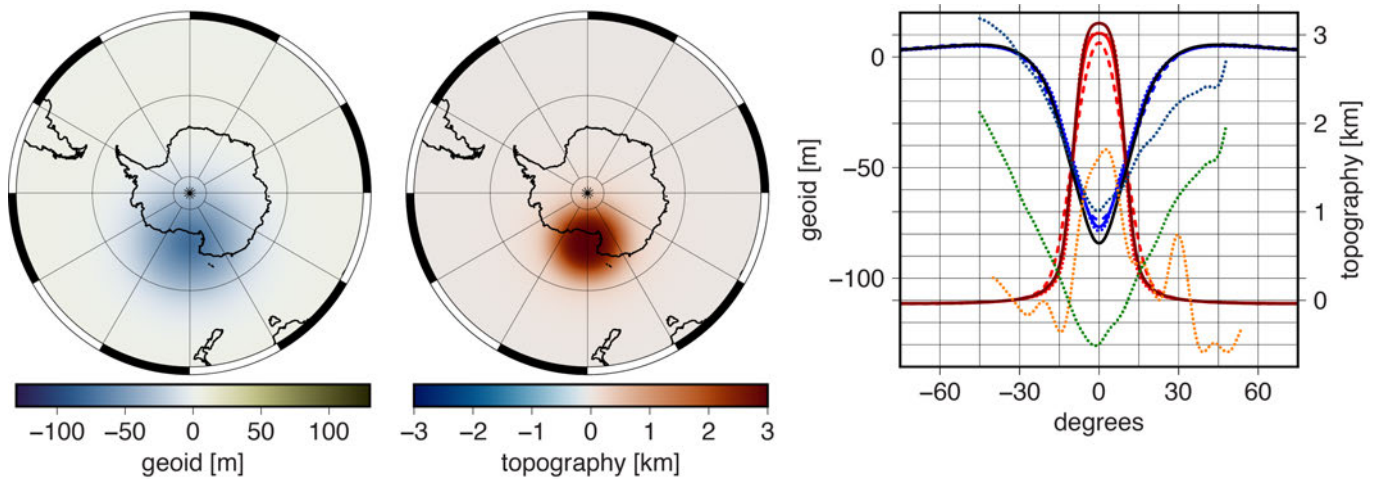 −100 −50 0 50 100
geoid [m]
−3 −2 −1 0 1 2 3
topography [km]
0
−50
−100
geoid [m]
3
2
1
0
topography [km]
−60 −30 0 30 60
degrees